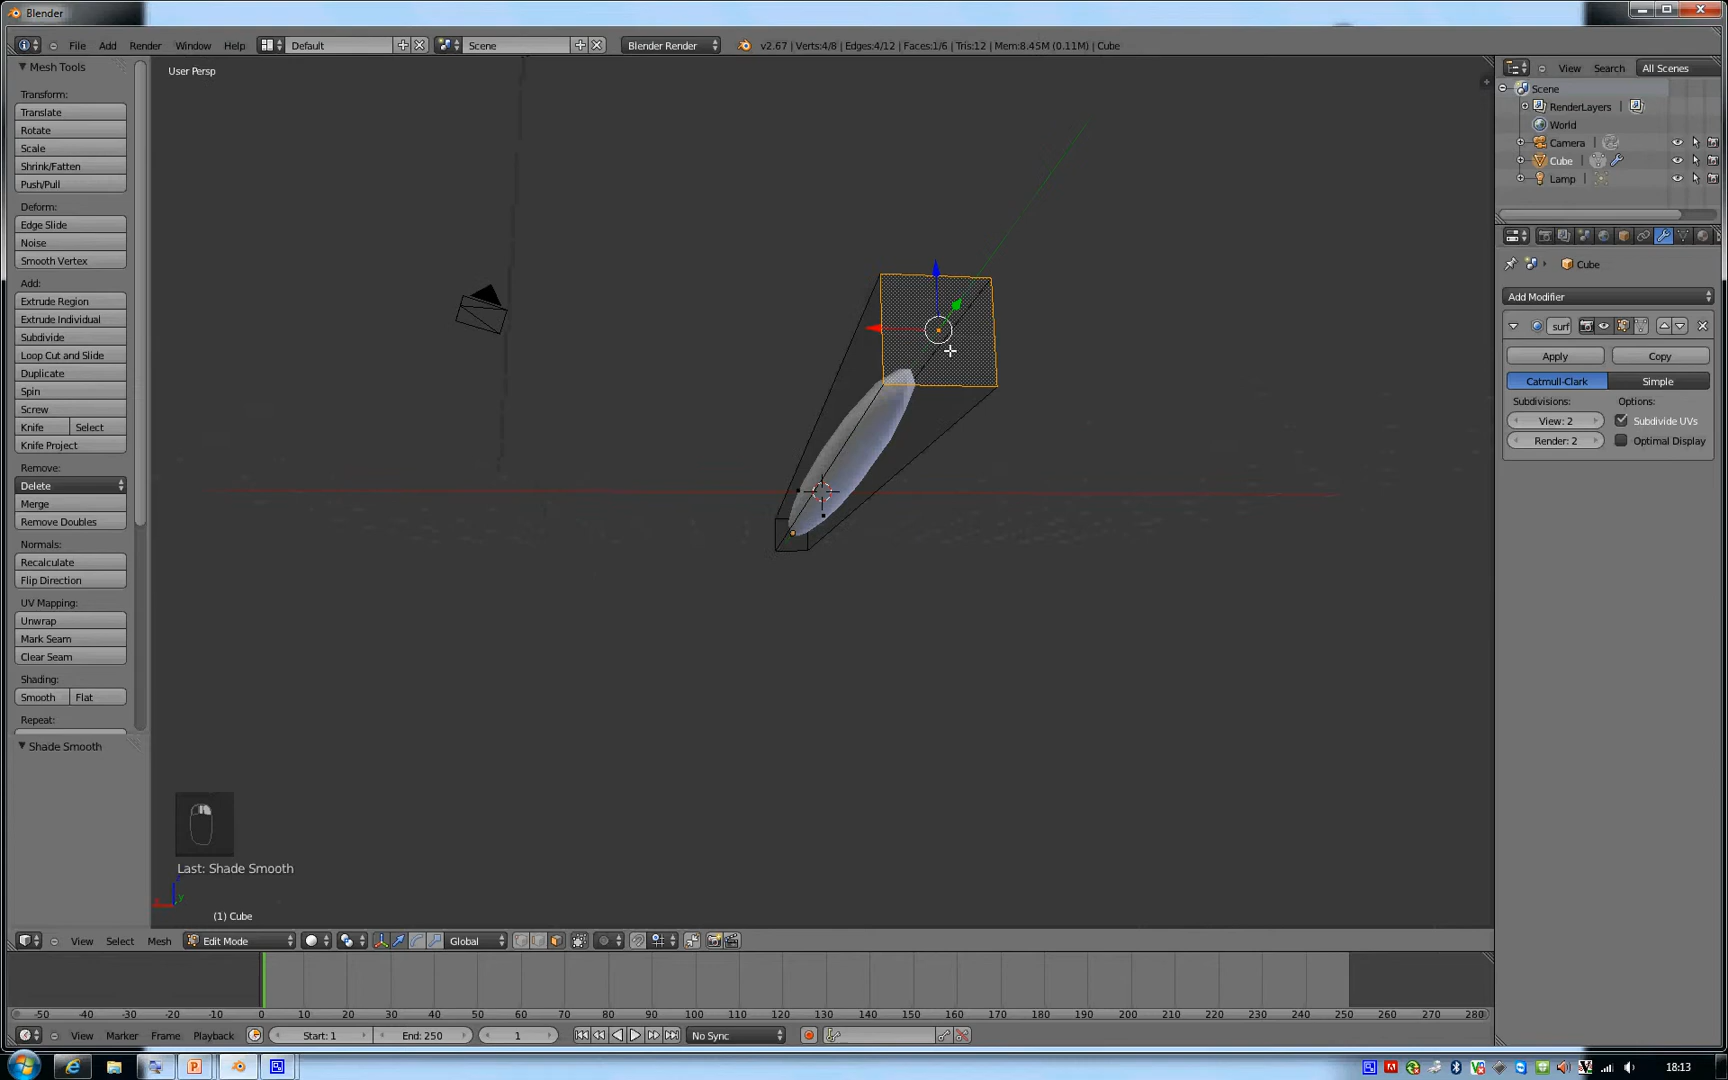 Blender
File Add Render Window Help Default Scene Blender Render v2.67 | Verts:4/8 | Edges:4/12 | Faces:1/6 | Tris:12 | Mem:8.45M (0.11M) | Cube
Mesh Tools
Transform:
Translate
Rotate
Scale
Shrink/Fatten
Push/Pull
Deform:
Edge Slide
Noise
Smooth Vertex
Add:
Extrude Region
Extrude Individual
Subdivide
Loop Cut and Slide
Duplicate
Spin
Screw
Knife Select
Knife Project
Remove:
Delete
Merge
Remove Doubles
Normals:
Recalculate
Flip Direction
UV Mapping:
Unwrap
Mark Seam
Clear Seam
Shading:
Smooth Flat
Repeat:
Shade Smooth
User Persp
Last: Shade Smooth
(1) Cube
View Search All Scenes
Scene
RenderLayers
World
Camera
Cube
Lamp
Cube
Add Modifier
surf
Apply Copy
Catmull-Clark Simple
Subdivisions: Options:
View: 2 Subdivide UVs
Render: 2 Optimal Display
View Select Mesh Edit Mode Global
-50 -40 -30 -20 -10 0 10 20 30 40 50 60 70 80 90 100 110 120 130 140 150 160 170 180 190 200 210 220 230 240 250 260 270 280
View Marker Frame Playback Start: 1 End: 250 1 No Sync
18:13